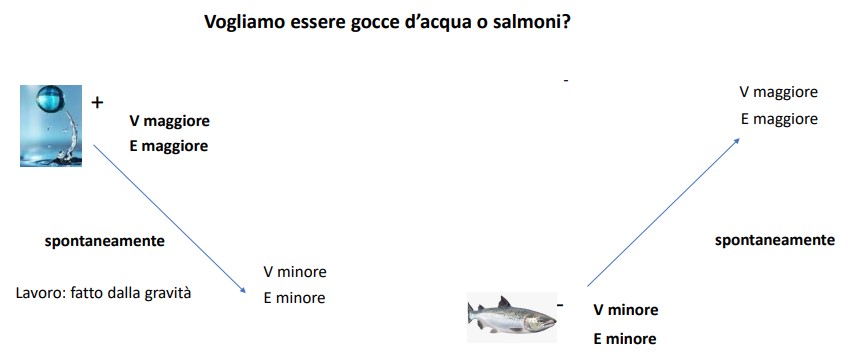 Vogliamo essere gocce d'acqua o salmoni?
+
V maggiore
E maggiore
spontaneamente
Lavoro: fatto dalla gravità
V minore
E minore
-
V maggiore
E maggiore
spontaneamente
-
V minore
E minore